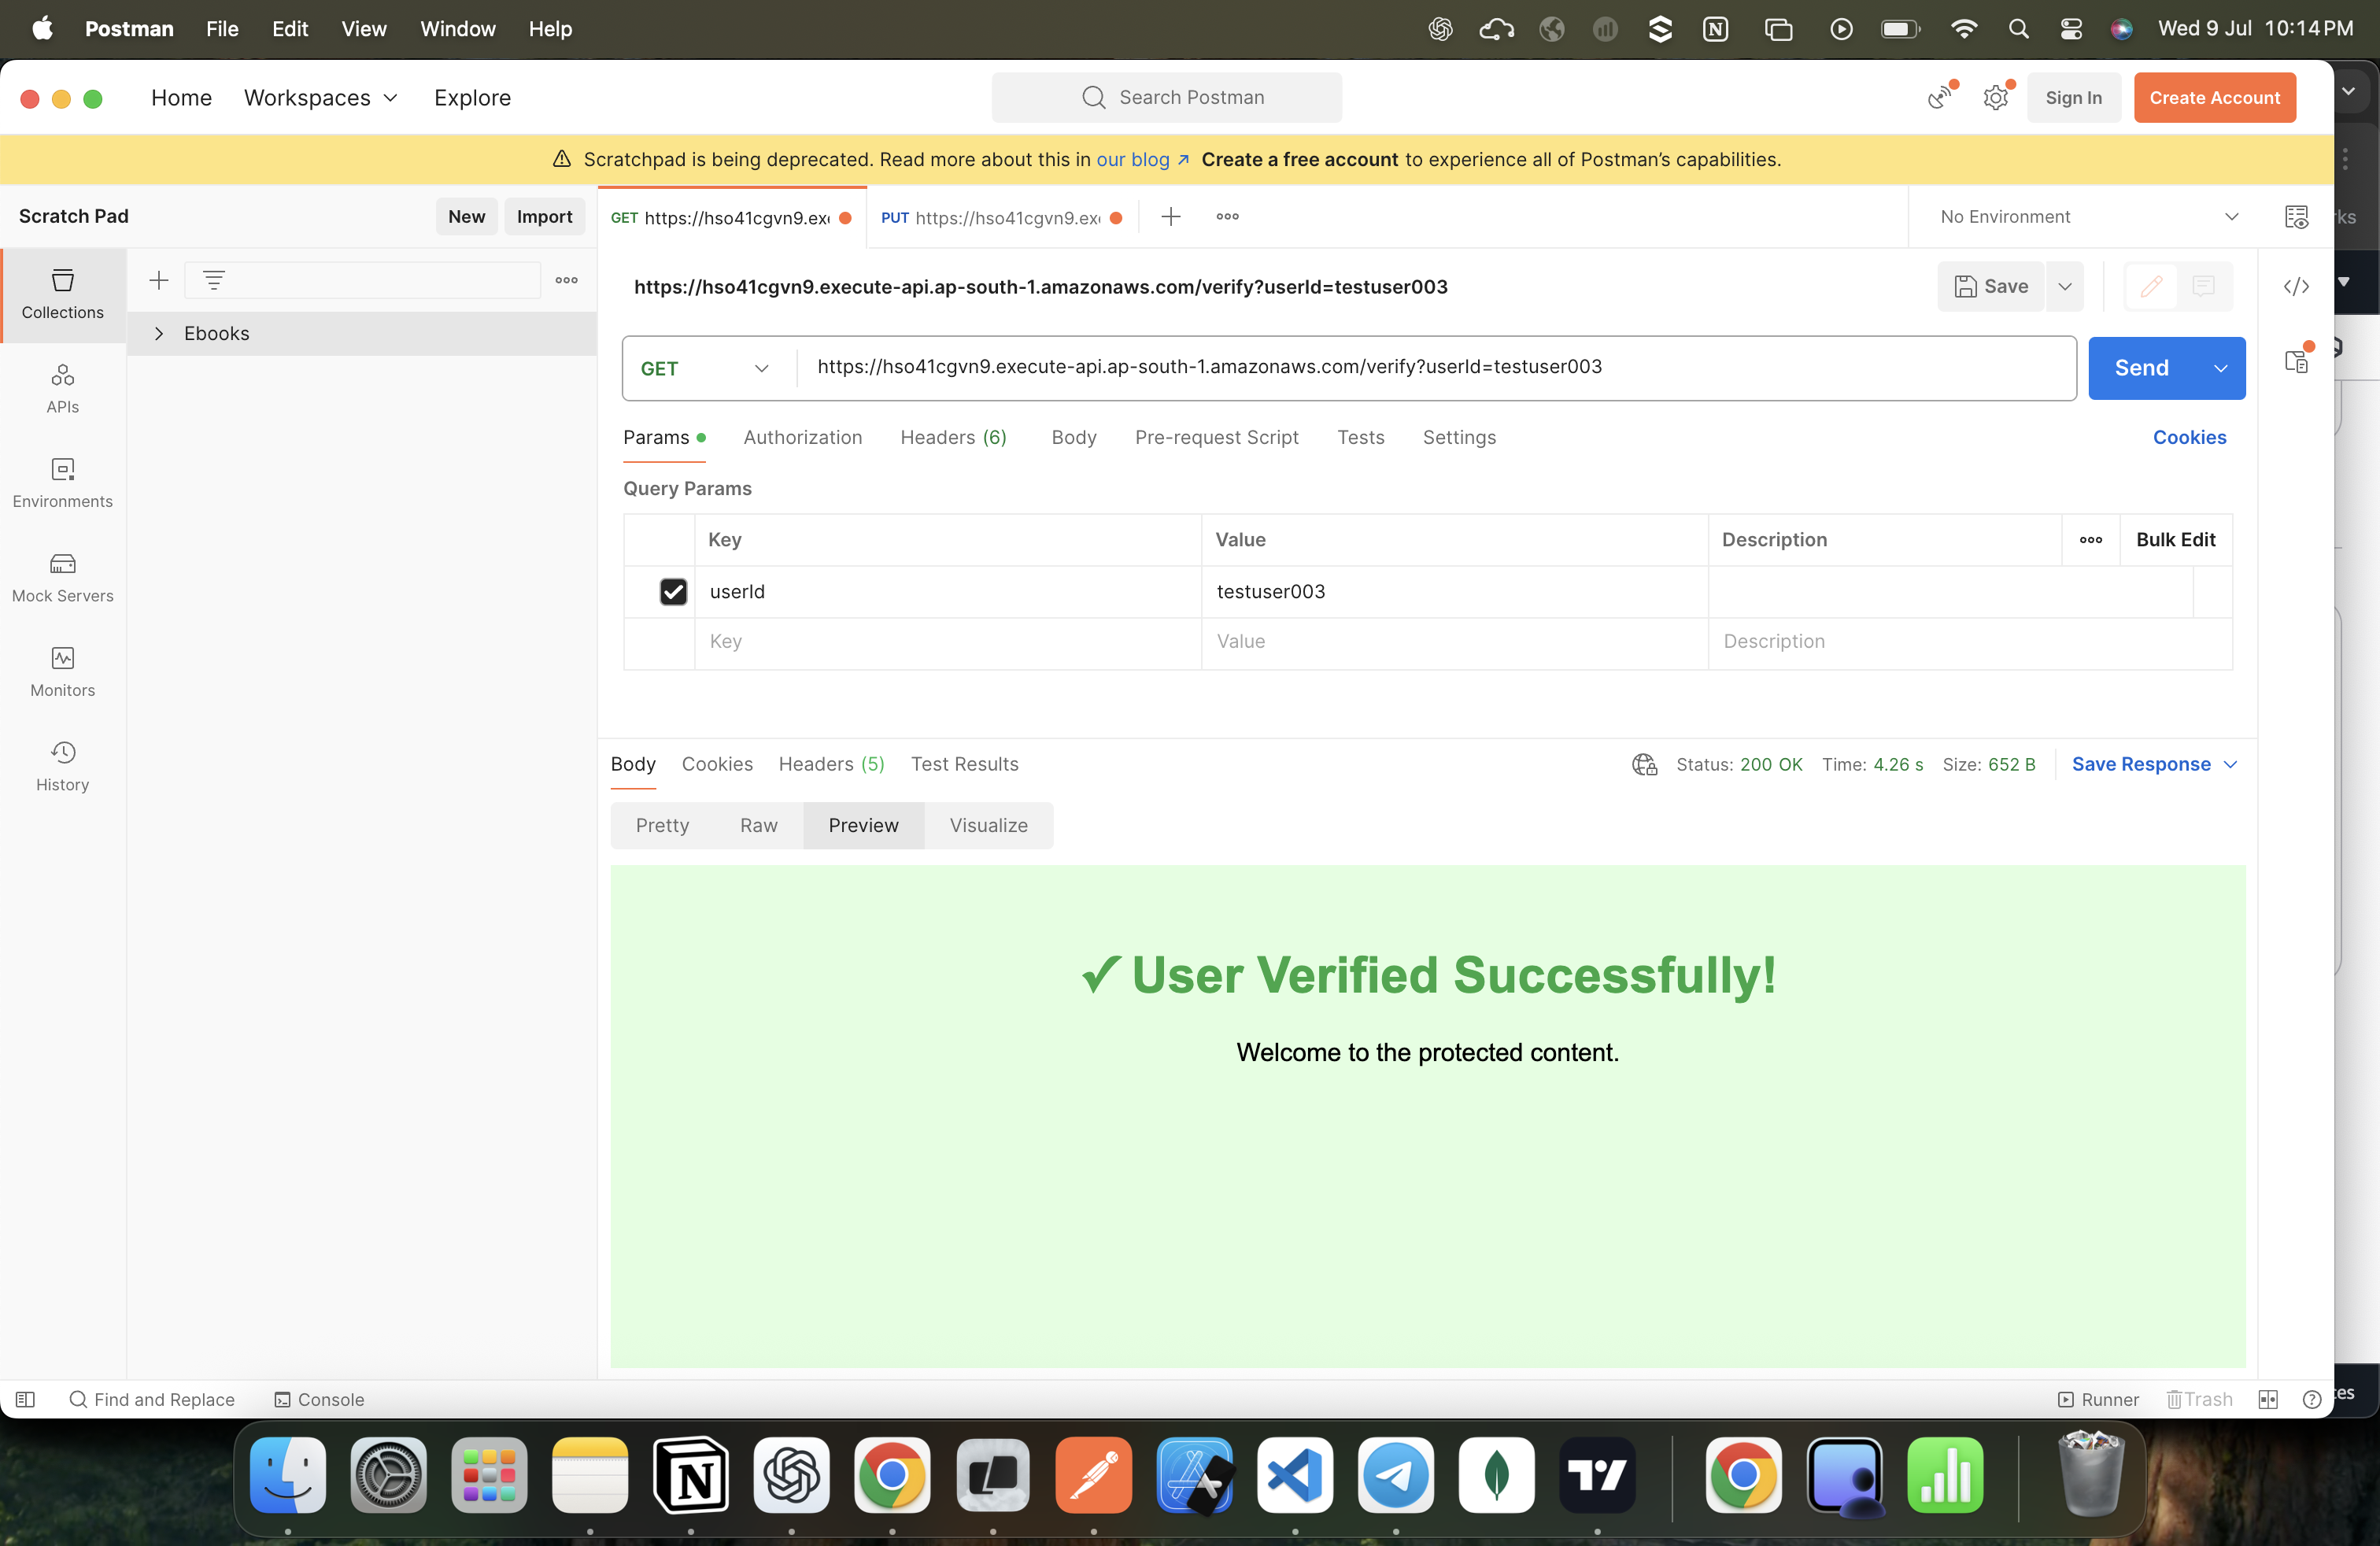 Postman File Edit View Window Help Wed 9 Jul 10:14 PM
Home Workspaces Explore Search Postman Sign In Create Account
Scratchpad is being deprecated. Read more about this in our blog ↗ Create a free account to experience all of Postman’s capabilities.
Scratch Pad New Import GET https://hso41cgvn9.exe PUT https://hso41cgvn9.exe No Environment
Collections
Ebooks
APIs
Environments
Mock Servers
Monitors
History
https://hso41cgvn9.execute-api.ap-south-1.amazonaws.com/verify?userId=testuser003 Save
GET https://hso41cgvn9.execute-api.ap-south-1.amazonaws.com/verify?userId=testuser003 Send
Params Authorization Headers (6) Body Pre-request Script Tests Settings Cookies
Query Params
Key Value Description Bulk Edit
userId testuser003
Key Value Description
Body Cookies Headers (5) Test Results Status: 200 OK Time: 4.26 s Size: 652 B Save Response
Pretty Raw Preview Visualize
✓ User Verified Successfully!
Welcome to the protected content.
Find and Replace Console Runner Trash